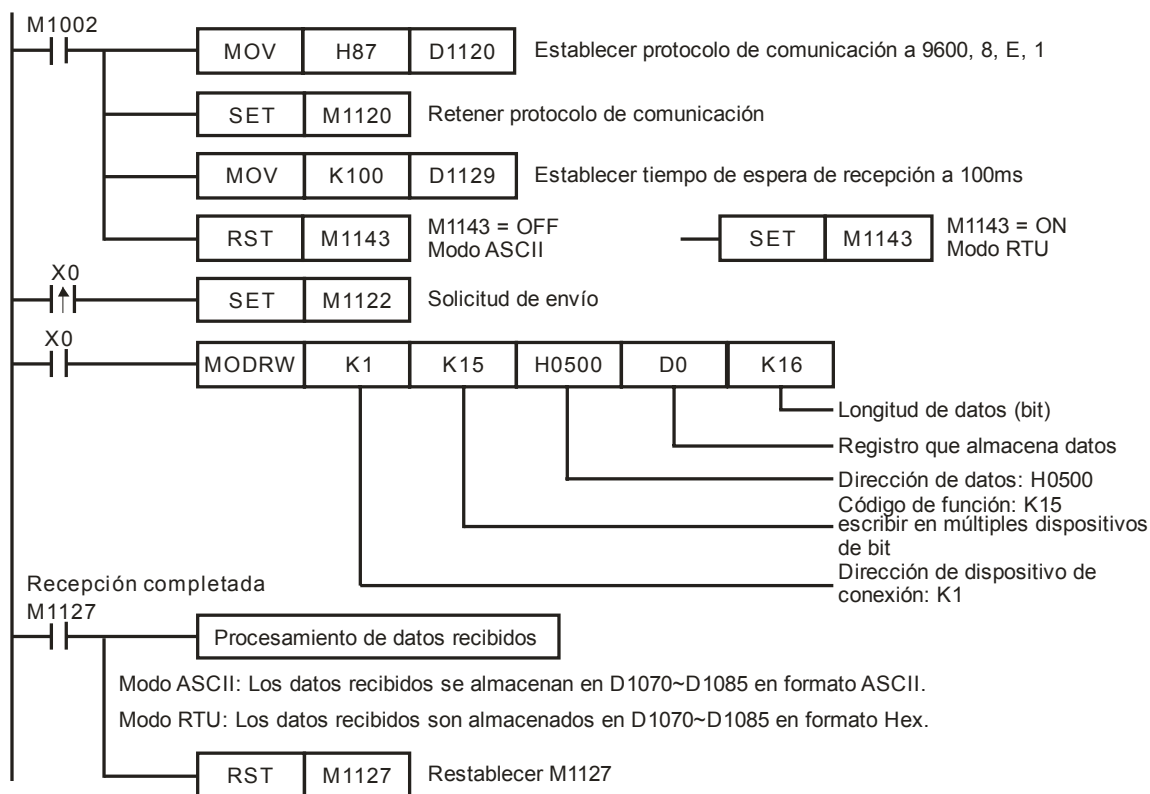 M1002
MOV H87 D1120 Establecer protocolo de comunicación a 9600, 8, E, 1
SET M1120 Retener protocolo de comunicación
MOV K100 D1129 Establecer tiempo de espera de recepción a 100ms
RST M1143 M1143 = OFF
Modo ASCII
SET M1143 M1143 = ON
Modo RTU
X0
SET M1122 Solicitud de envío
X0
MODRW K1 K15 H0500 D0 K16
Longitud de datos (bit)
Registro que almacena datos
Dirección de datos: H0500
Código de función: K15
escribir en múltiples dispositivos
de bit
Dirección de dispositivo de
conexión: K1
Recepción completada
M1127
Procesamiento de datos recibidos
Modo ASCII: Los datos recibidos se almacenan en D1070~D1085 en formato ASCII.
Modo RTU: Los datos recibidos son almacenados en D1070~D1085 en formato Hex.
RST M1127 Restablecer M1127